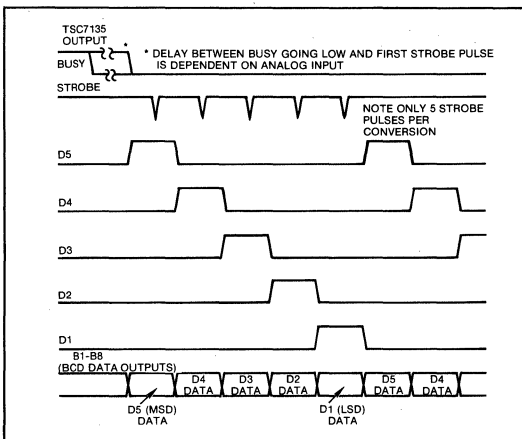 TSC7135
OUTPUT
BUSY
*
* DELAY BETWEEN BUSY GOING LOW AND FIRST STROBE PULSE
IS DEPENDENT ON ANALOG INPUT
STROBE
NOTE ONLY 5 STROBE
PULSES PER
CONVERSION
D5
D4
D3
D2
D1
B1-B8
(BCD DATA OUTPUTS)
D4
DATA
D3
DATA
D2
DATA
D5
DATA
D4
DATA
D5 (MSD)
DATA
D1 (LSD)
DATA